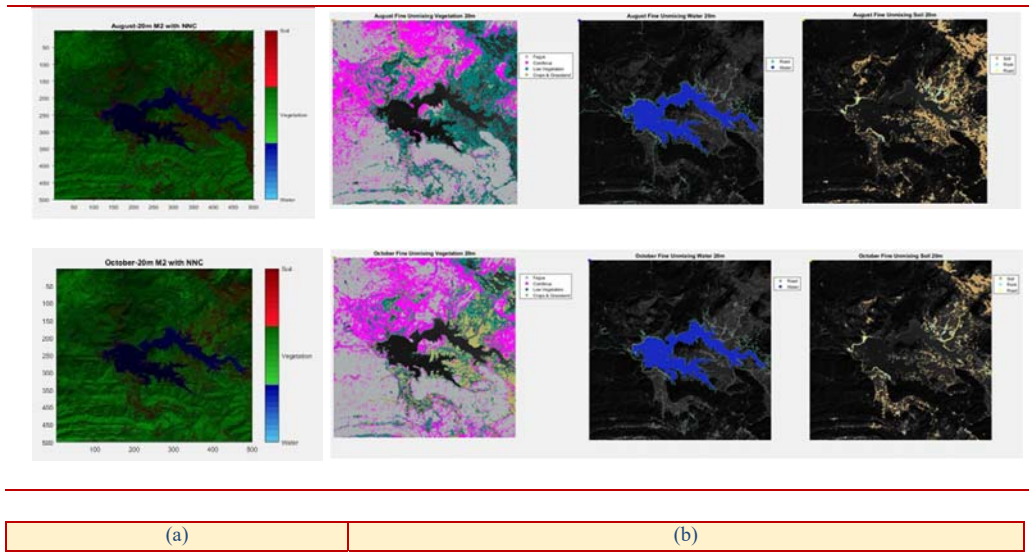 August-20m M2 with NNC
Soil
Vegetation
Water
50
100
150
200
250
300
350
400
450
500
50 100 150 200 250 300 350 400 450 500
August Fine Unmixing Vegetation 20m
Fagus
Coniferus
Low Vegetation
Crops & Grassland
August Fine Unmixing Water 20m
Road
Water
August Fine Unmixing Soil 20m
Soil
Rock
Road
October-20m M2 with NNC
Soil
Vegetation
Water
50
100
150
200
250
300
350
400
450
500
100 200 300 400 500
October Fine Unmixing Vegetation 20m
Fagus
Coniferus
Low Vegetation
Crops & Grassland
October Fine Unmixing Water 20m
Road
Water
October Fine Unmixing Soil 20m
Soil
Rock
Road
(a) (b)